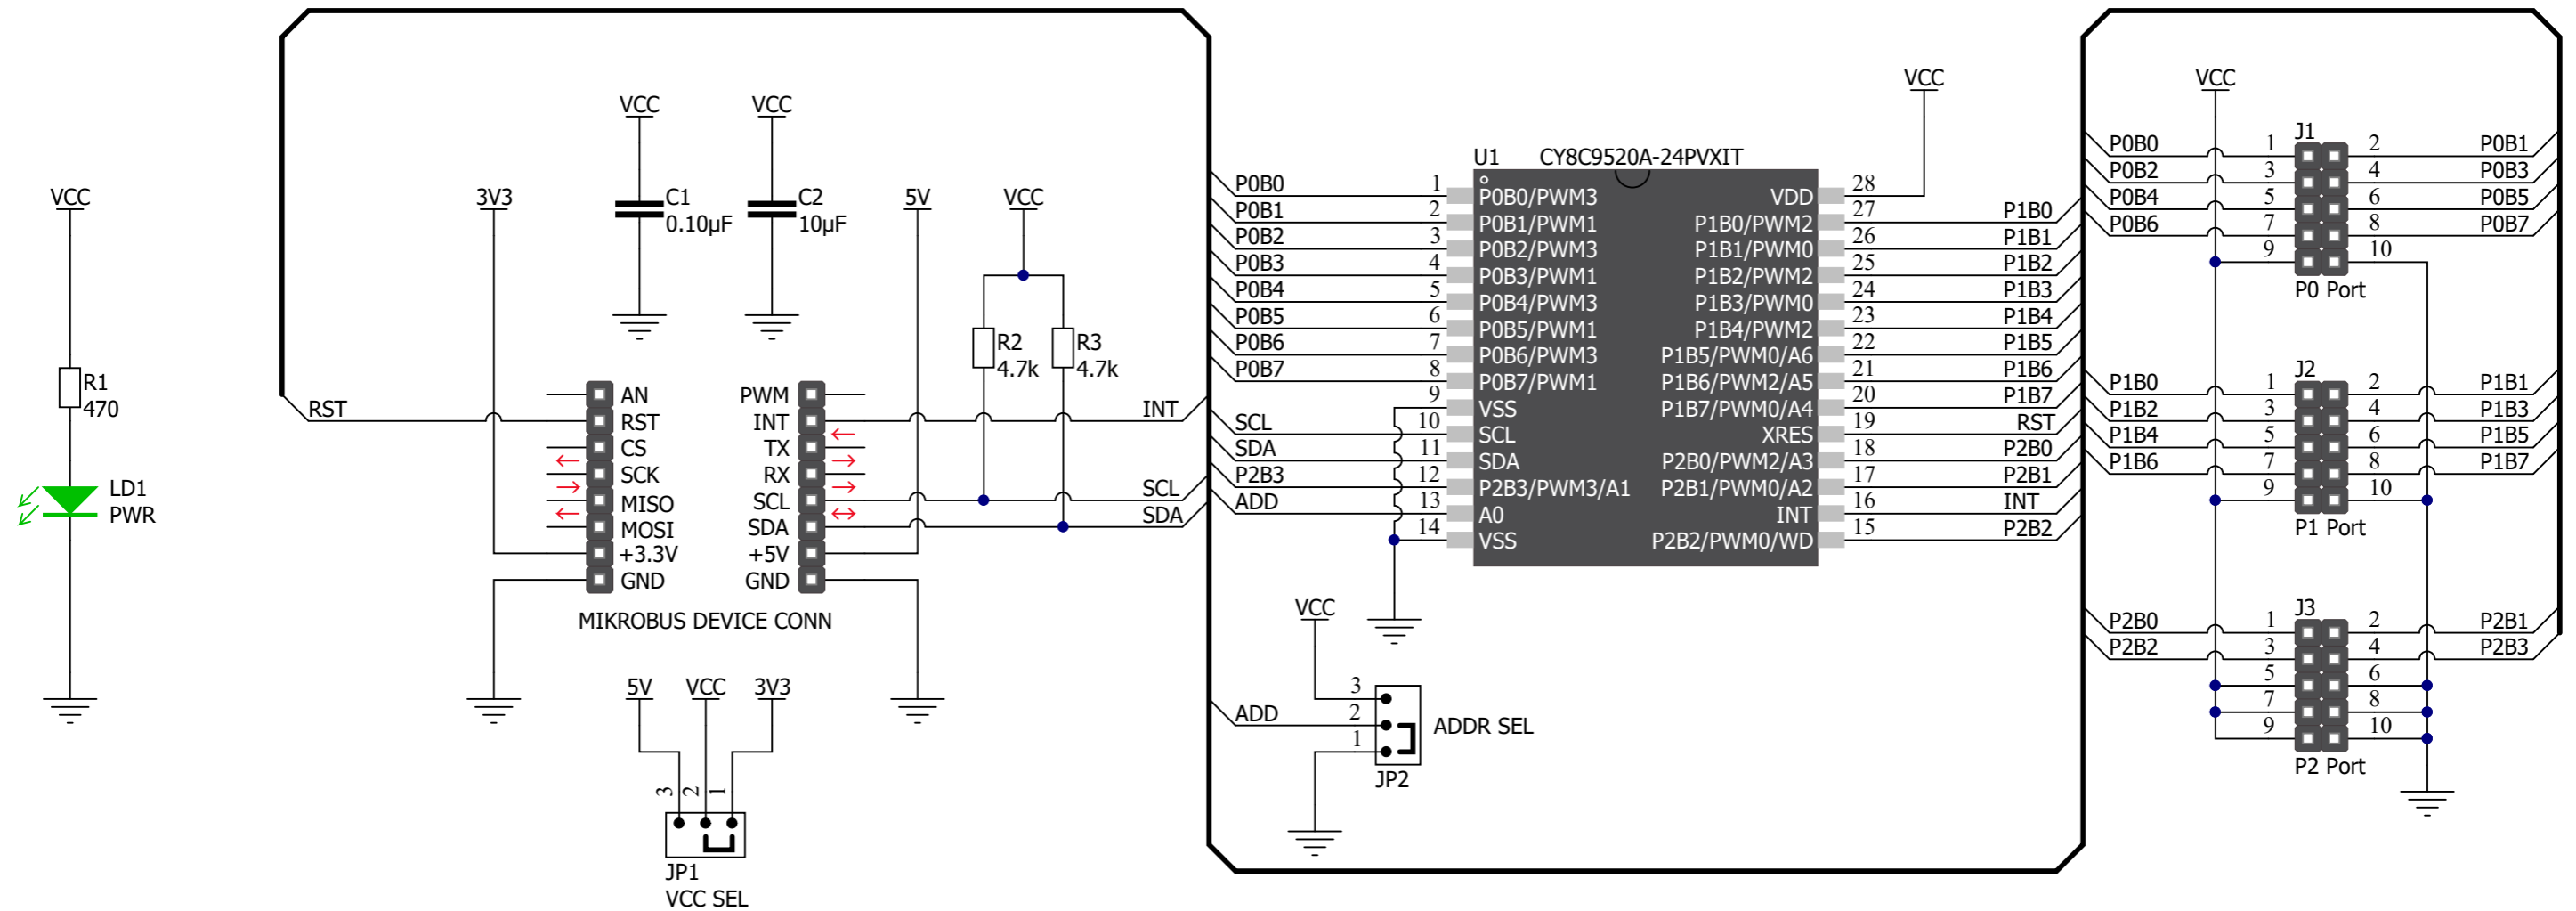 VCC
R1
470
LD1
PWR
RST
3V3
VCC
C1
0.10µF
VCC
C2
10µF
5V
VCC
R2
4.7k
R3
4.7k
INT
SCL
SDA
AN
RST
CS
SCK
MISO
MOSI
+3.3V
GND
PWM
INT
TX
RX
SCL
SDA
+5V
GND
MIKROBUS DEVICE CONN
5V VCC 3V3
3 2 1
JP1
VCC SEL
U1 CY8C9520A-24PVXIT
P0B0 1 P0B0/PWM3
P0B1 2 P0B1/PWM1
P0B2 3 P0B2/PWM3
P0B3 4 P0B3/PWM1
P0B4 5 P0B4/PWM3
P0B5 6 P0B5/PWM1
P0B6 7 P0B6/PWM3
P0B7 8 P0B7/PWM1
9 VSS
SCL 10 SCL
SDA 11 SDA
P2B3 12 P2B3/PWM3/A1
ADD 13 A0
14 VSS
VCC
VDD 28
P1B0/PWM2 27 P1B0
P1B1/PWM0 26 P1B1
P1B2/PWM2 25 P1B2
P1B3/PWM0 24 P1B3
P1B4/PWM2 23 P1B4
P1B5/PWM0/A6 22 P1B5
P1B6/PWM2/A5 21 P1B6
P1B7/PWM0/A4 20 P1B7
XRES 19 RST
P2B0/PWM2/A3 18 P2B0
P2B1/PWM0/A2 17 P2B1
INT 16 INT
P2B2/PWM0/WD 15 P2B2
VCC
3
ADD 2 ADDR SEL
1
JP2
VCC
J1
P0B0 1 2 P0B1
P0B2 3 4 P0B3
P0B4 5 6 P0B5
P0B6 7 8 P0B7
9 10
P0 Port
J2
P1B0 1 2 P1B1
P1B2 3 4 P1B3
P1B4 5 6 P1B5
P1B6 7 8 P1B7
9 10
P1 Port
J3
P2B0 1 2 P2B1
P2B2 3 4 P2B3
5 6
7 8
9 10
P2 Port